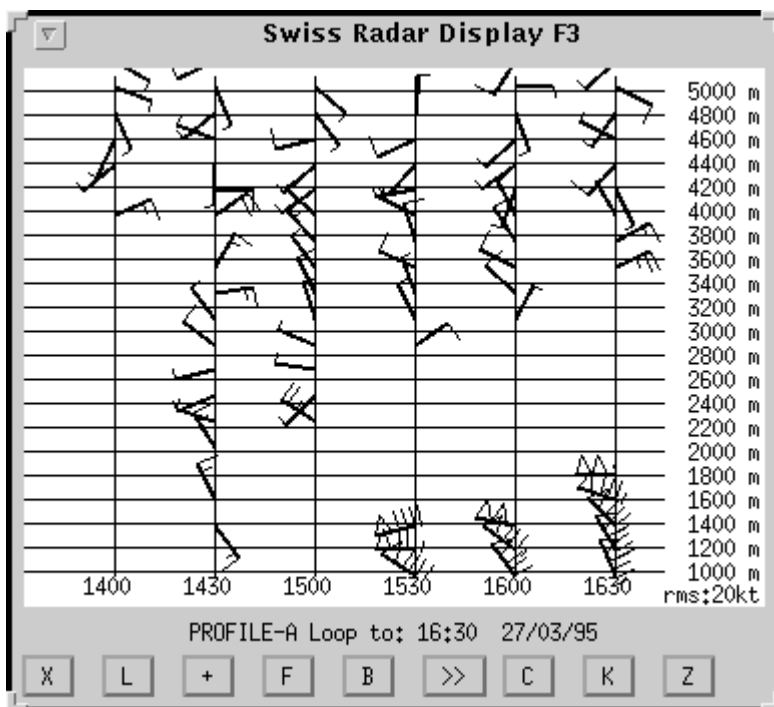 Swiss Radar Display F3
5000 m
4800 m
4600 m
4400 m
4200 m
4000 m
3800 m
3600 m
3400 m
3200 m
3000 m
2800 m
2600 m
2400 m
2200 m
2000 m
1800 m
1600 m
1400 m
1200 m
1000 m
1400 1430 1500 1530 1600 1630
rms:20kt
PROFILE-A Loop to: 16:30 27/03/95
X L + F B >> C K Z